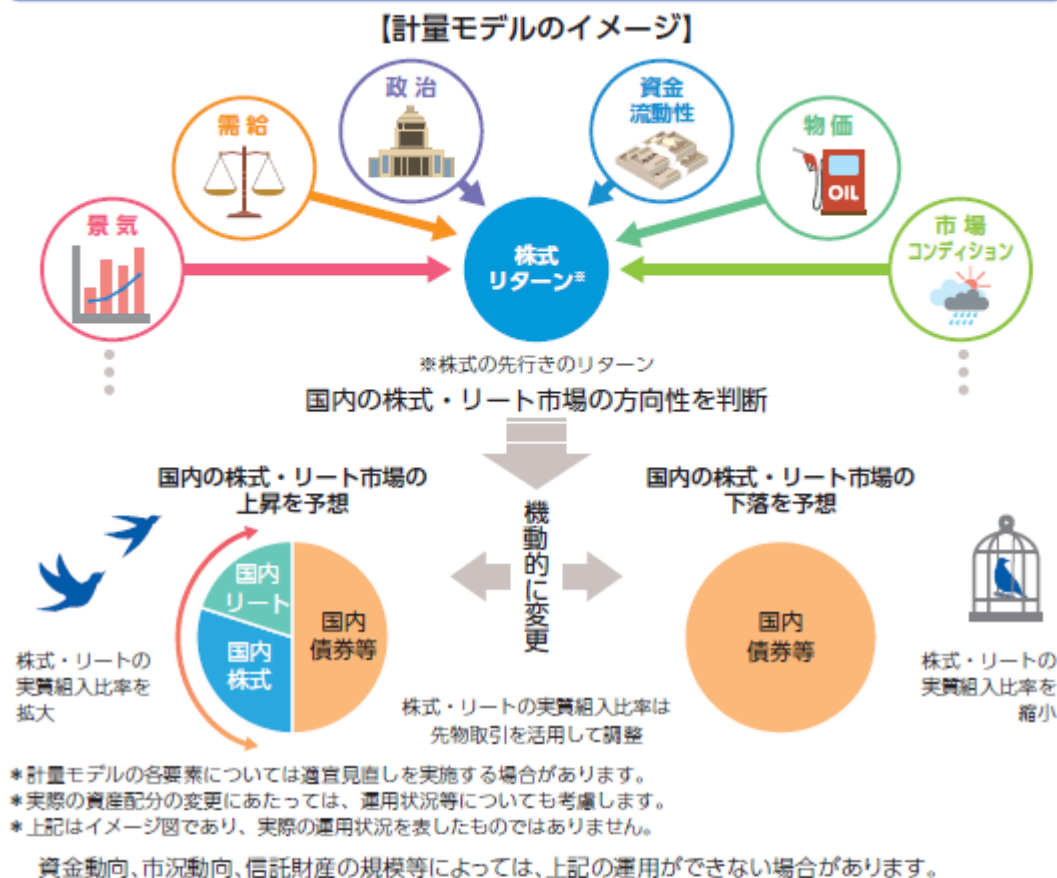 【計量モデルのイメージ】
政治
資金
流動性
需給
物価
OIL
景気
市場
コンディション
株式
リターン※
※株式の先行きのリターン
国内の株式・リート市場の方向性を判断
国内の株式・リート市場の
上昇を予想
国内の株式・リート市場の
下落を予想
機動的に変更
国内
リート
国内
株式
国内
債券等
国内
債券等
株式・リートの
実質組入比率を
拡大
株式・リートの
実質組入比率を
縮小
株式・リートの実質組入比率は
先物取引を活用して調整
＊計量モデルの各要素については適宜見直しを実施する場合があります。
＊実際の資産配分の変更にあたっては、運用状況等についても考慮します。
＊上記はイメージ図であり、実際の運用状況を表したものではありません。
資金動向、市況動向、信託財産の規模等によっては、上記の運用ができない場合があります。